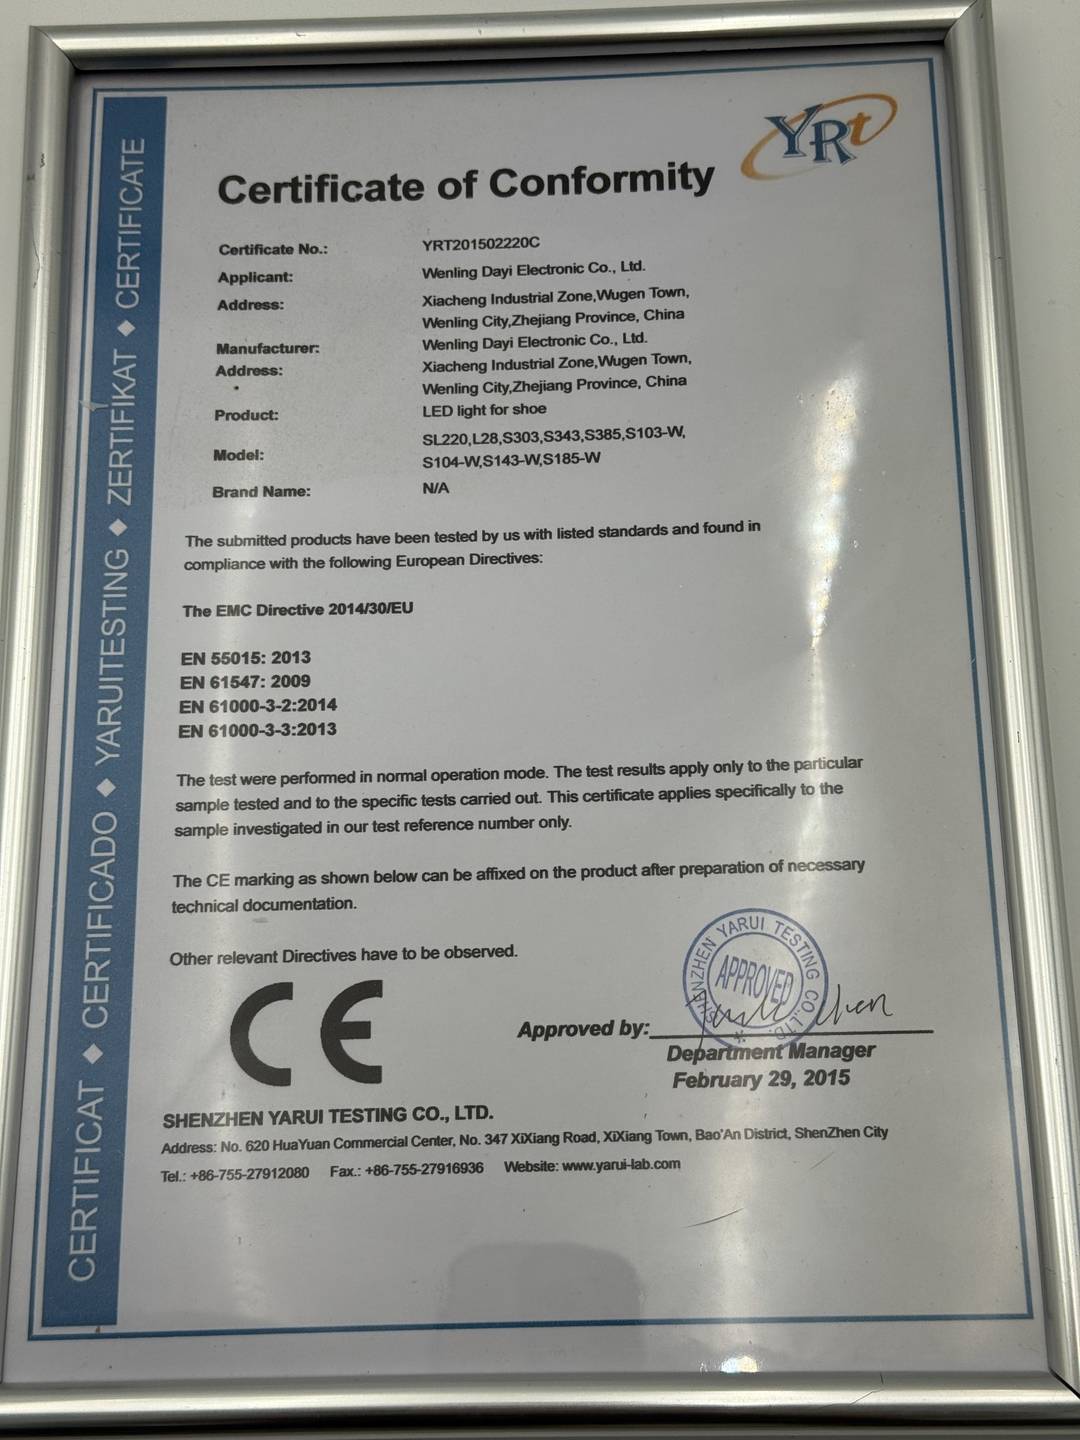 YRt
Certificate of Conformity
Certificate No.: YRT201502220C
Applicant: Wenling Dayi Electronic Co., Ltd.
Address: Xiacheng Industrial Zone,Wugen Town,
Wenling City,Zhejiang Province, China
Manufacturer: Wenling Dayi Electronic Co., Ltd.
Address: Xiacheng Industrial Zone,Wugen Town,
Wenling City,Zhejiang Province, China
Product: LED light for shoe
Model: SL220,L28,S303,S343,S385,S103-W,
S104-W,S143-W,S185-W
Brand Name: N/A
The submitted products have been tested by us with listed standards and found in
compliance with the following European Directives:
The EMC Directive 2014/30/EU
EN 55015: 2013
EN 61547: 2009
EN 61000-3-2:2014
EN 61000-3-3:2013
The test were performed in normal operation mode. The test results apply only to the particular
sample tested and to the specific tests carried out. This certificate applies specifically to the
sample investigated in our test reference number only.
The CE marking as shown below can be affixed on the product after preparation of necessary
technical documentation.
Other relevant Directives have to be observed.
CE
SHENZHEN YARUI TESTING CO.,LTD.
APPROVED
Approved by: Chen
Department Manager
February 29, 2015
SHENZHEN YARUI TESTING CO., LTD.
Address: No. 620 HuaYuan Commercial Center, No. 347 XiXiang Road, XiXiang Town, Bao'An District, ShenZhen City
Tel.: +86-755-27912080 Fax.: +86-755-27916936 Website: www.yarui-lab.com
CERTIFICAT ◆ CERTIFICADO ◆ YARUITESTING ◆ ZERTIFIKAT ◆ CERTIFICATE